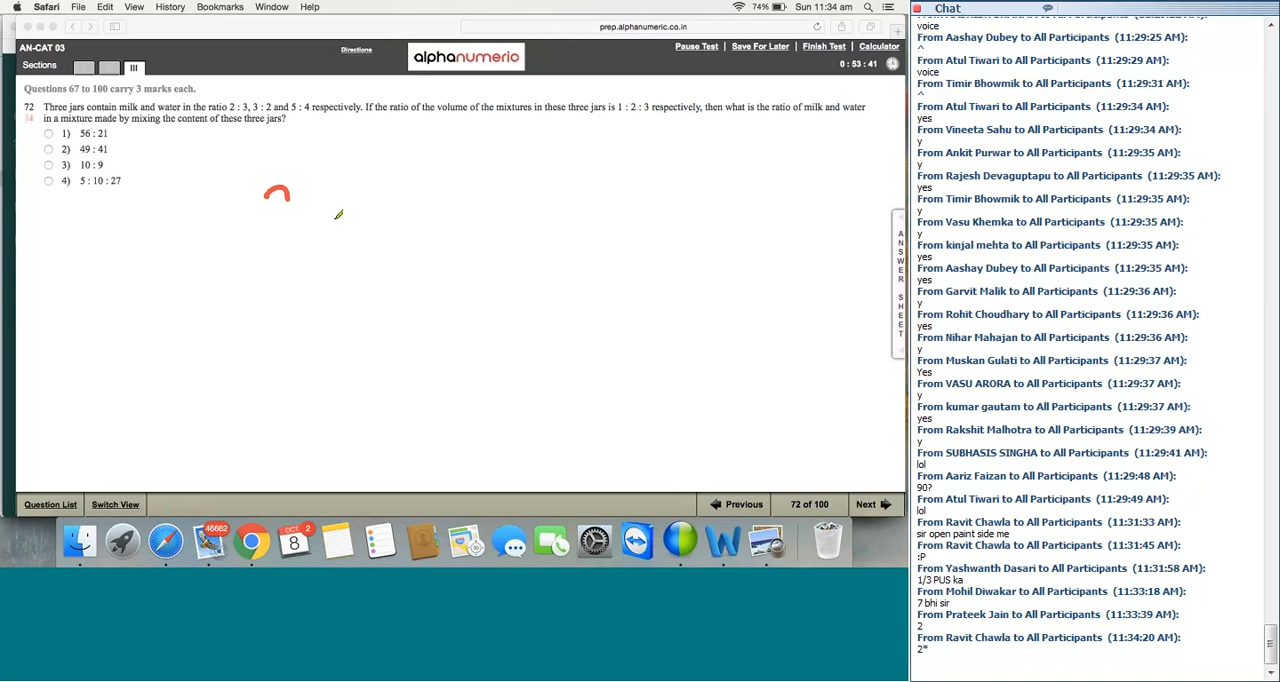 Safari File Edit View History Bookmarks Window Help 74% Sun 11:34 am
prep.alphanumeric.co.in
AN-CAT 03
Directions
alphanumeric
Pause Test Save For Later Finish Test Calculator
Sections III
0 : 53 : 41
Questions 67 to 100 carry 3 marks each.
72 Three jars contain milk and water in the ratio 2 : 3, 3 : 2 and 5 : 4 respectively. If the ratio of the volume of the mixtures in these three jars is 1 : 2 : 3 respectively, then what is the ratio of milk and water
in a mixture made by mixing the content of these three jars?
1) 56 : 21
2) 49 : 41
3) 10 : 9
4) 5 : 10 : 27
ANSWER SHEET
Question List Switch View Previous 72 of 100 Next
46662
OCT 2
8
W
Chat
voice
From Aashay Dubey to All Participants (11:29:25 AM):
^
From Atul Tiwari to All Participants (11:29:29 AM):
voice
From Timir Bhowmik to All Participants (11:29:31 AM):
^
From Atul Tiwari to All Participants (11:29:34 AM):
yes
From Vineeta Sahu to All Participants (11:29:34 AM):
y
From Ankit Purwar to All Participants (11:29:35 AM):
y
From Rajesh Devaguptapu to All Participants (11:29:35 AM):
yes
From Timir Bhowmik to All Participants (11:29:35 AM):
y
From Vasu Khemka to All Participants (11:29:35 AM):
y
From kinjal mehta to All Participants (11:29:35 AM):
yes
From Aashay Dubey to All Participants (11:29:35 AM):
yes
From Garvit Malik to All Participants (11:29:36 AM):
y
From Rohit Choudhary to All Participants (11:29:36 AM):
yes
From Nihar Mahajan to All Participants (11:29:36 AM):
y
From Muskan Gulati to All Participants (11:29:37 AM):
Yes
From VASU ARORA to All Participants (11:29:37 AM):
y
From kumar gautam to All Participants (11:29:37 AM):
yes
From Rakshit Malhotra to All Participants (11:29:39 AM):
y
From SUBHASIS SINGHA to All Participants (11:29:41 AM):
lol
From Aariz Faizan to All Participants (11:29:48 AM):
90?
From Atul Tiwari to All Participants (11:29:49 AM):
lol
From Ravit Chawla to All Participants (11:31:33 AM):
sir open paint side me
From Ravit Chawla to All Participants (11:31:45 AM):
:P
From Yashwanth Dasari to All Participants (11:31:58 AM):
1/3 PUS ka
From Mohil Diwakar to All Participants (11:33:18 AM):
7 bhi sir
From Prateek Jain to All Participants (11:33:39 AM):
2
From Ravit Chawla to All Participants (11:34:20 AM):
2*